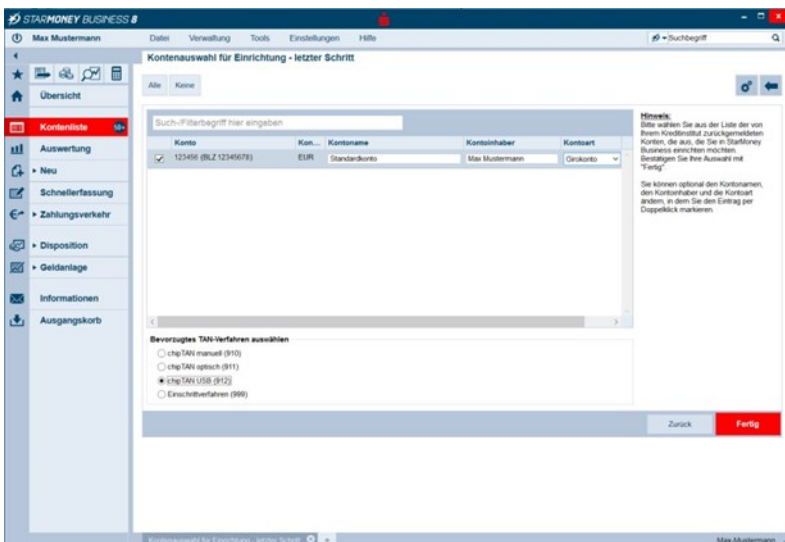 STARMONEY BUSINESS 8
Max Mustermann
Datei Verwaltung Tools Einstellungen Hilfe
Suchbegriff
Kontenauswahl für Einrichtung - letzter Schritt
Alle Keine
Übersicht
Kontenliste
Auswertung
Neu
Schnellerfassung
Zahlungsverkehr
Disposition
Geldanlage
Informationen
Ausgangskorb
Such-/Filterbegriff hier eingeben
Konto Kon... Kontoname Kontoinhaber Kontoart
123456 (BLZ 12345678) EUR Standardkonto Max Mustermann Girokonto
Hinweis:
Bitte wählen Sie aus der Liste der von
Ihrem Kreditinstitut zurückgemeldeten
Konten, die aus, die Sie in StarMoney
Business einrichten möchten.
Bestätigen Sie Ihre Auswahl mit
"Fertig".
Sie können optional den Kontonamen,
den Kontoinhaber und die Kontoart
ändern, in dem Sie den Eintrag per
Doppelklick markieren.
Bevorzugtes TAN-Verfahren auswählen
chipTAN manuell (910)
chipTAN optisch (911)
chipTAN USB (912)
Einschrittverfahren (999)
Zurück Fertig
Kontenauswahl für Einrichtung - letzter Schritt
Max Mustermann